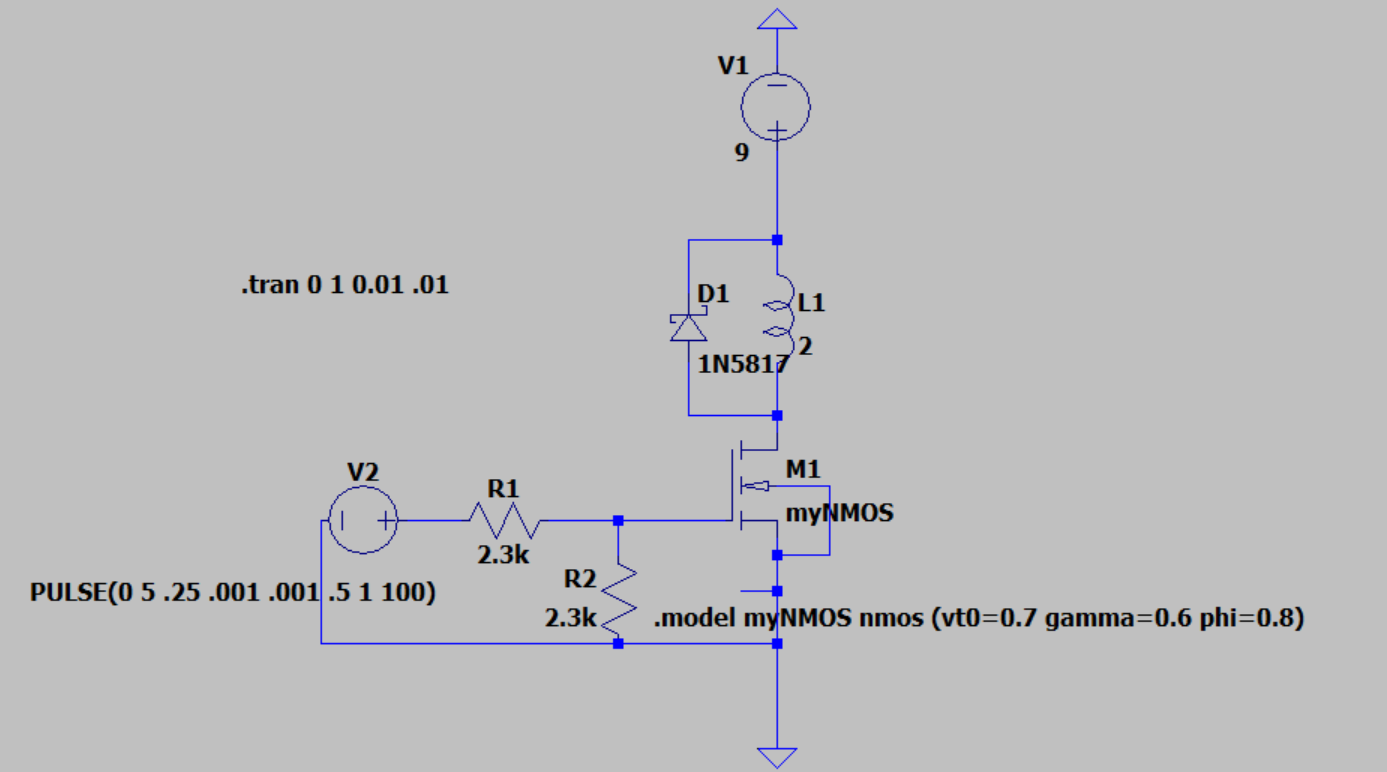 V1
9
.tran 0 1 0.01 .01
D1
L1
1N5817
2
V2
R1
M1
myNMOS
2.3k
R2
PULSE(0 5 .25 .001 .001 .5 1 100)
2.3k
.model myNMOS nmos (vt0=0.7 gamma=0.6 phi=0.8)